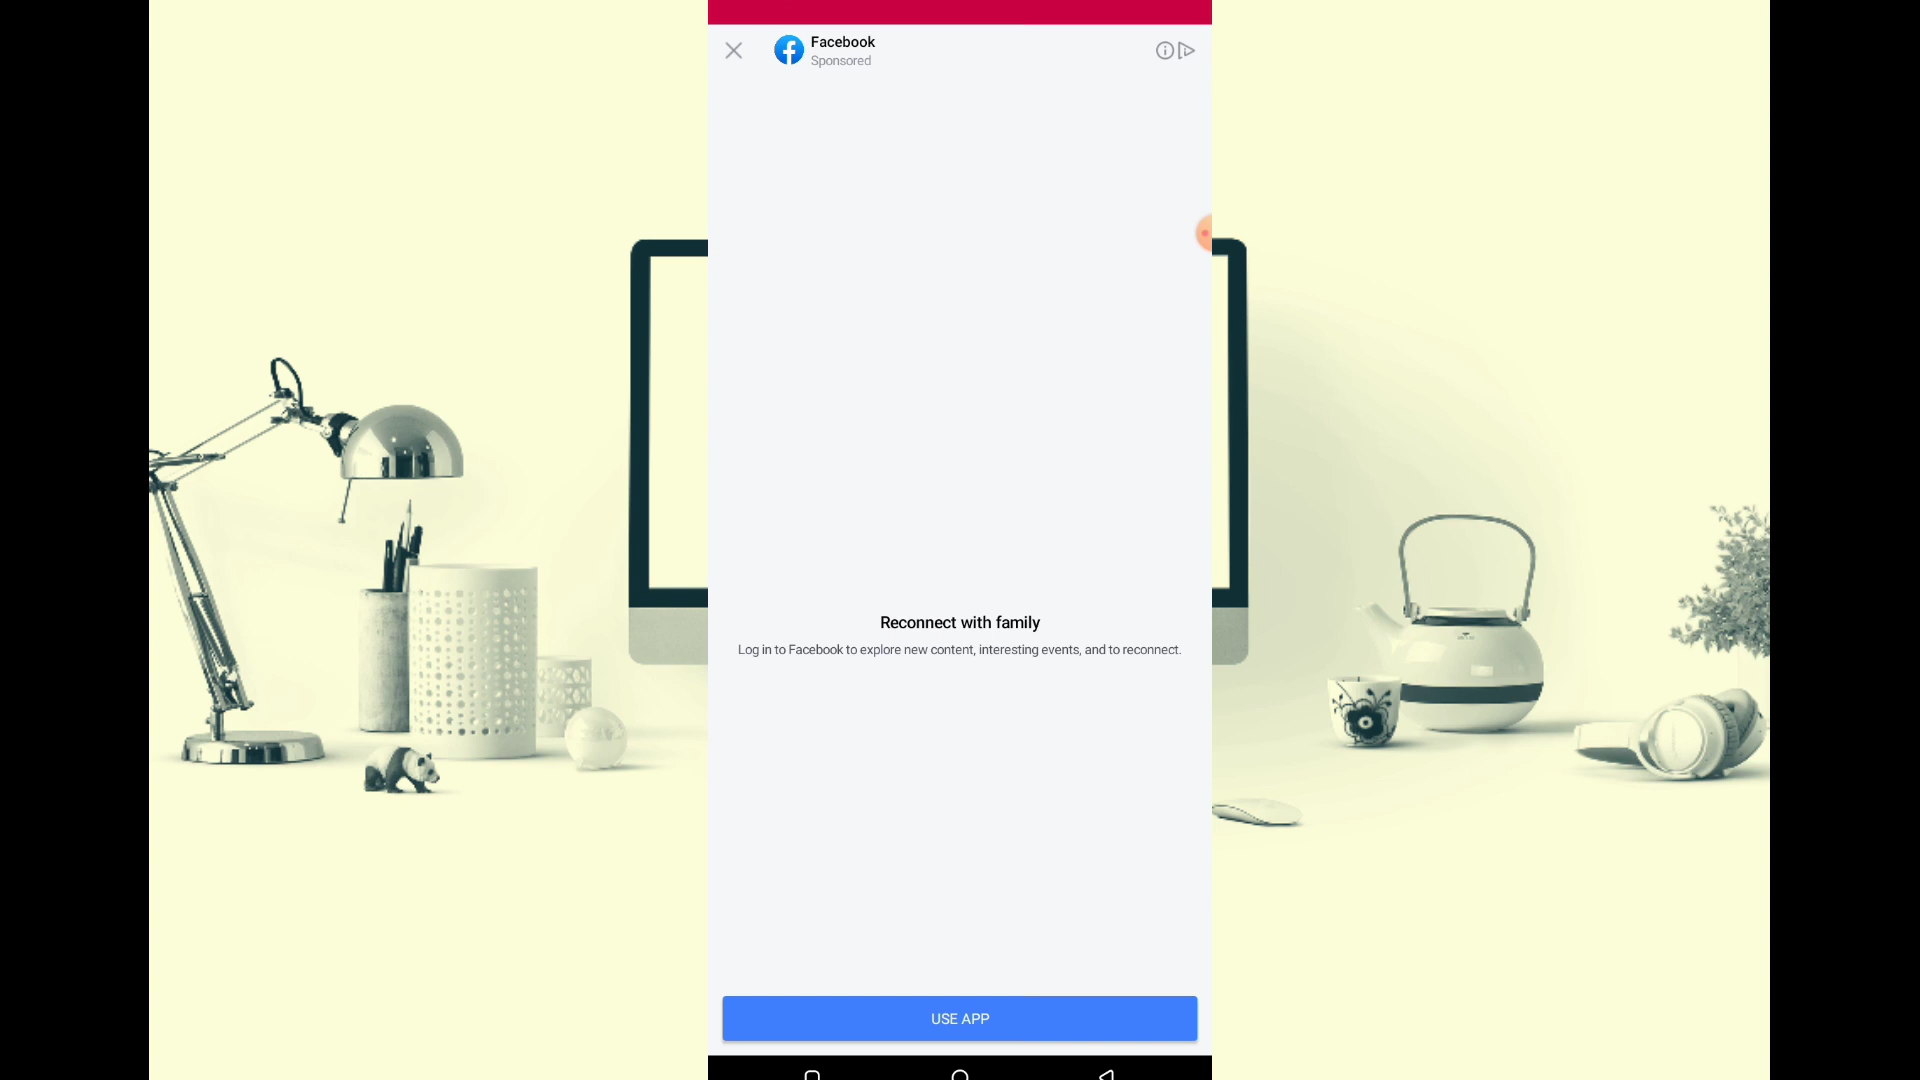 Facebook
Sponsored
Reconnect with family
Log in to Facebook to explore new content, interesting events, and to reconnect.
USE APP